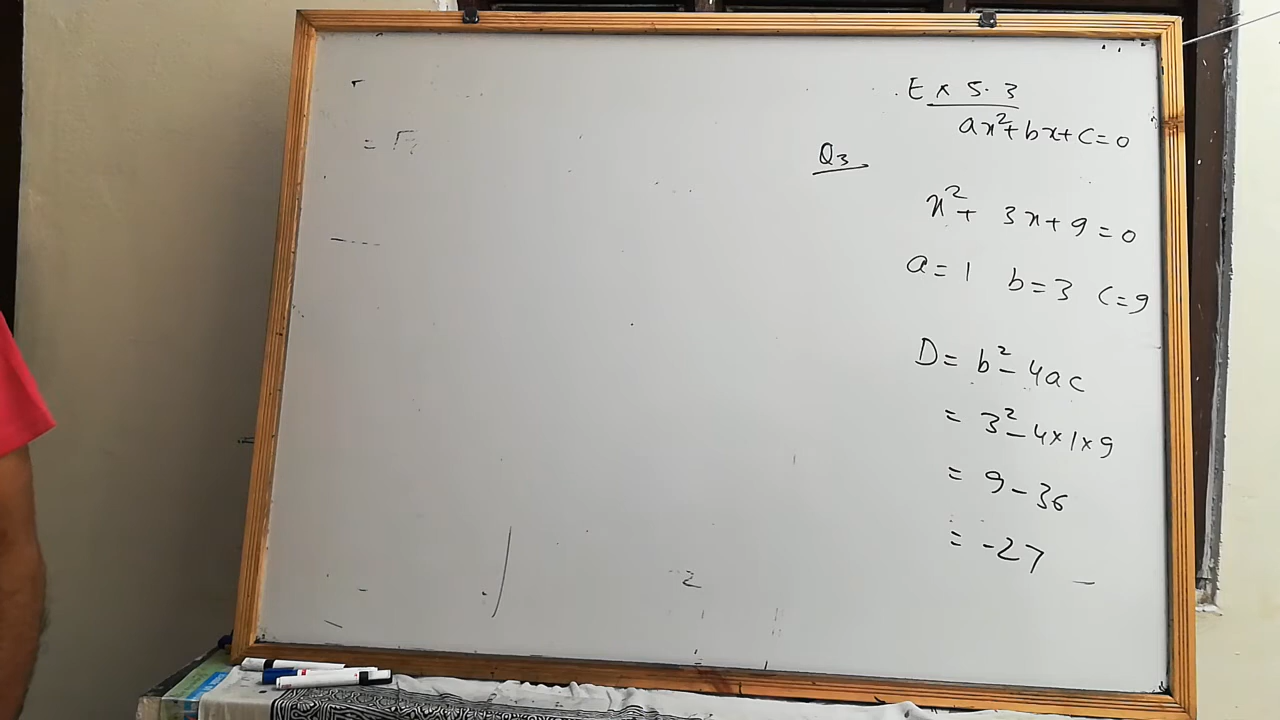 Ex 5.3
ax²+bx+c=0
Q3
x²+ 3x+9=0
a=1 b=3 c=9
D= b²-4ac
= 3²-4×1×9
= 9-36
= -27